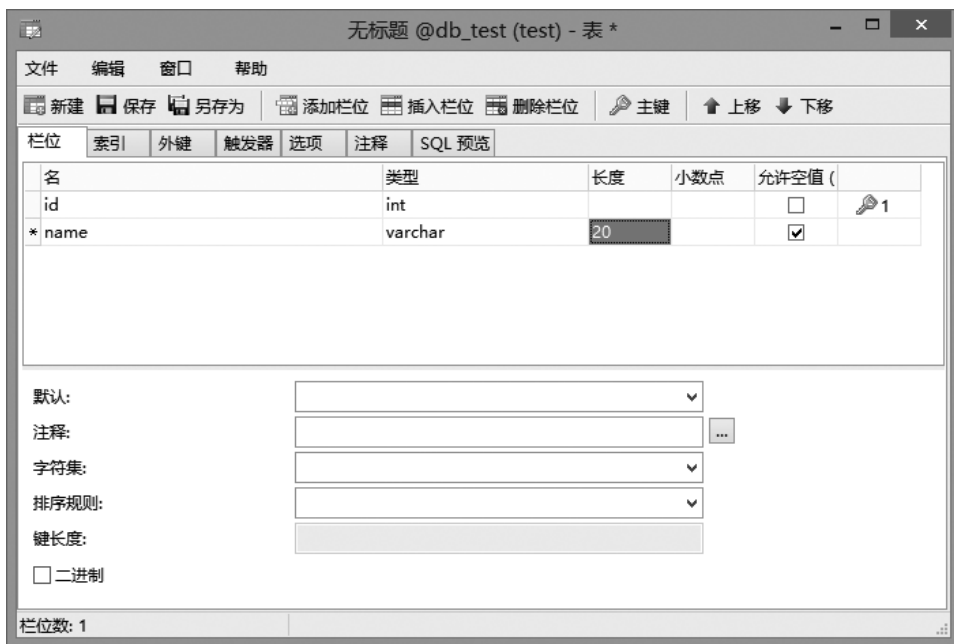 无标题 @db_test (test) - 表 *
文件 编辑 窗口 帮助
新建 保存 另存为 添加栏位 插入栏位 删除栏位 主键 上移 下移
栏位 索引 外键 触发器 选项 注释 SQL 预览
名 类型 长度 小数点 允许空值 (
id int 1
* name varchar 20
默认:
注释: ...
字符集:
排序规则:
键长度:
二进制
栏位数: 1